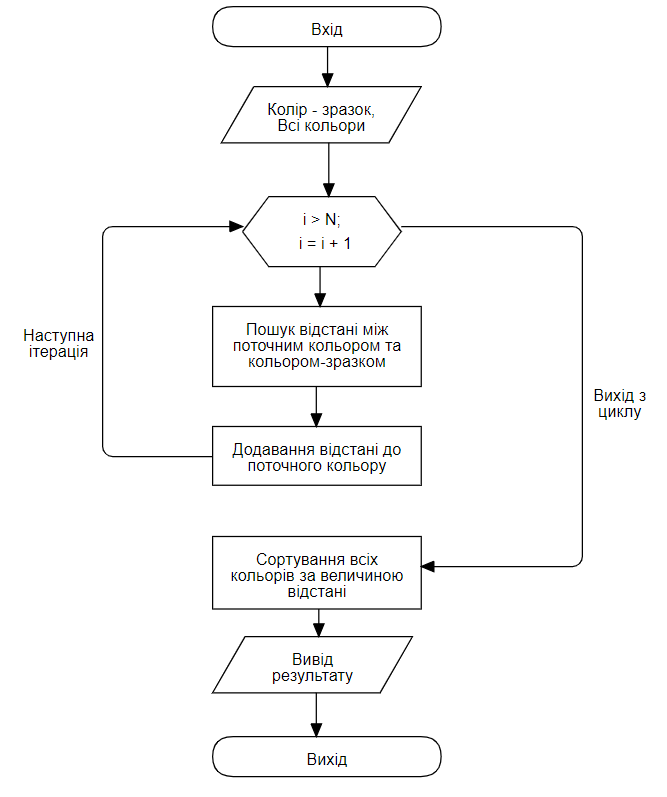 Вхід
Колір - зразок,
Всі кольори
i > N;
i = i + 1
Пошук відстані між
поточним кольором та
кольором-зразком
Наступна
ітерація
Вихід з
циклу
Додавання відстані до
поточного кольору
Сортування всіх
кольорів за величиною
відстані
Вивід
результату
Вихід